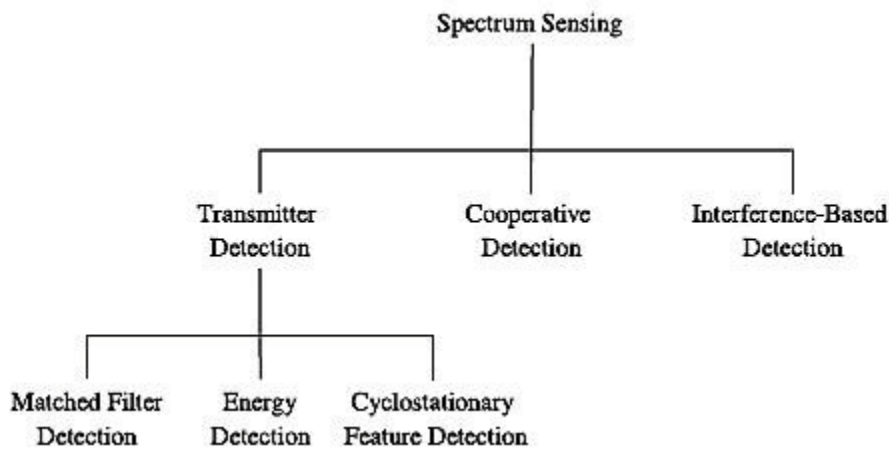 Spectrum Sensing
Transmitter
Detection
Cooperative
Detection
Interference-Based
Detection
Matched Filter
Detection
Energy
Detection
Cyclostationary
Feature Detection